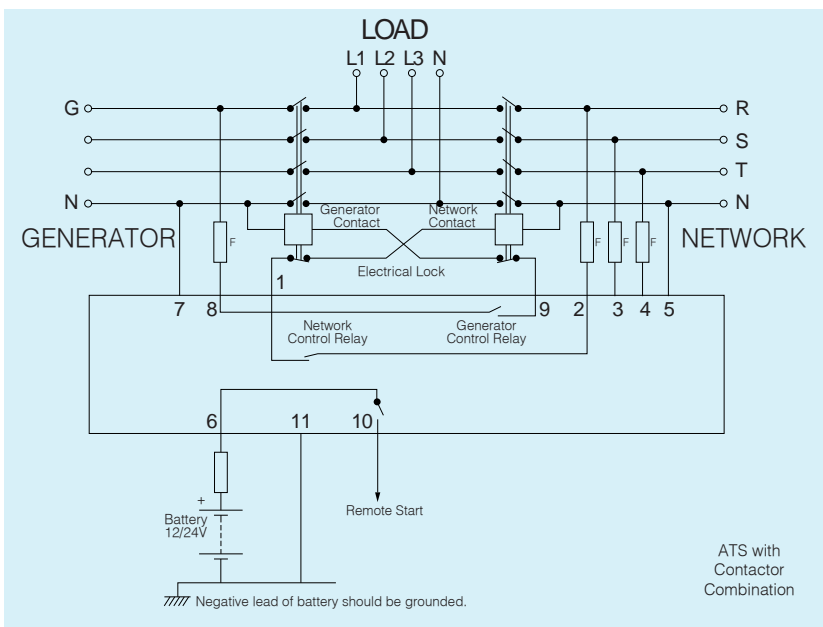 LOAD
L1 L2 L3 N
G
R
S
T
N
N
Generator
Contact
Network
Contact
GENERATOR
F
F
F
F
NETWORK
Electrical Lock
1
7 8 9 2 3 4 5
Network
Control Relay
Generator
Control Relay
6 11 10
+
Battery
12/24V
Remote Start
ATS with
Contactor
Combination
Negative lead of battery should be grounded.